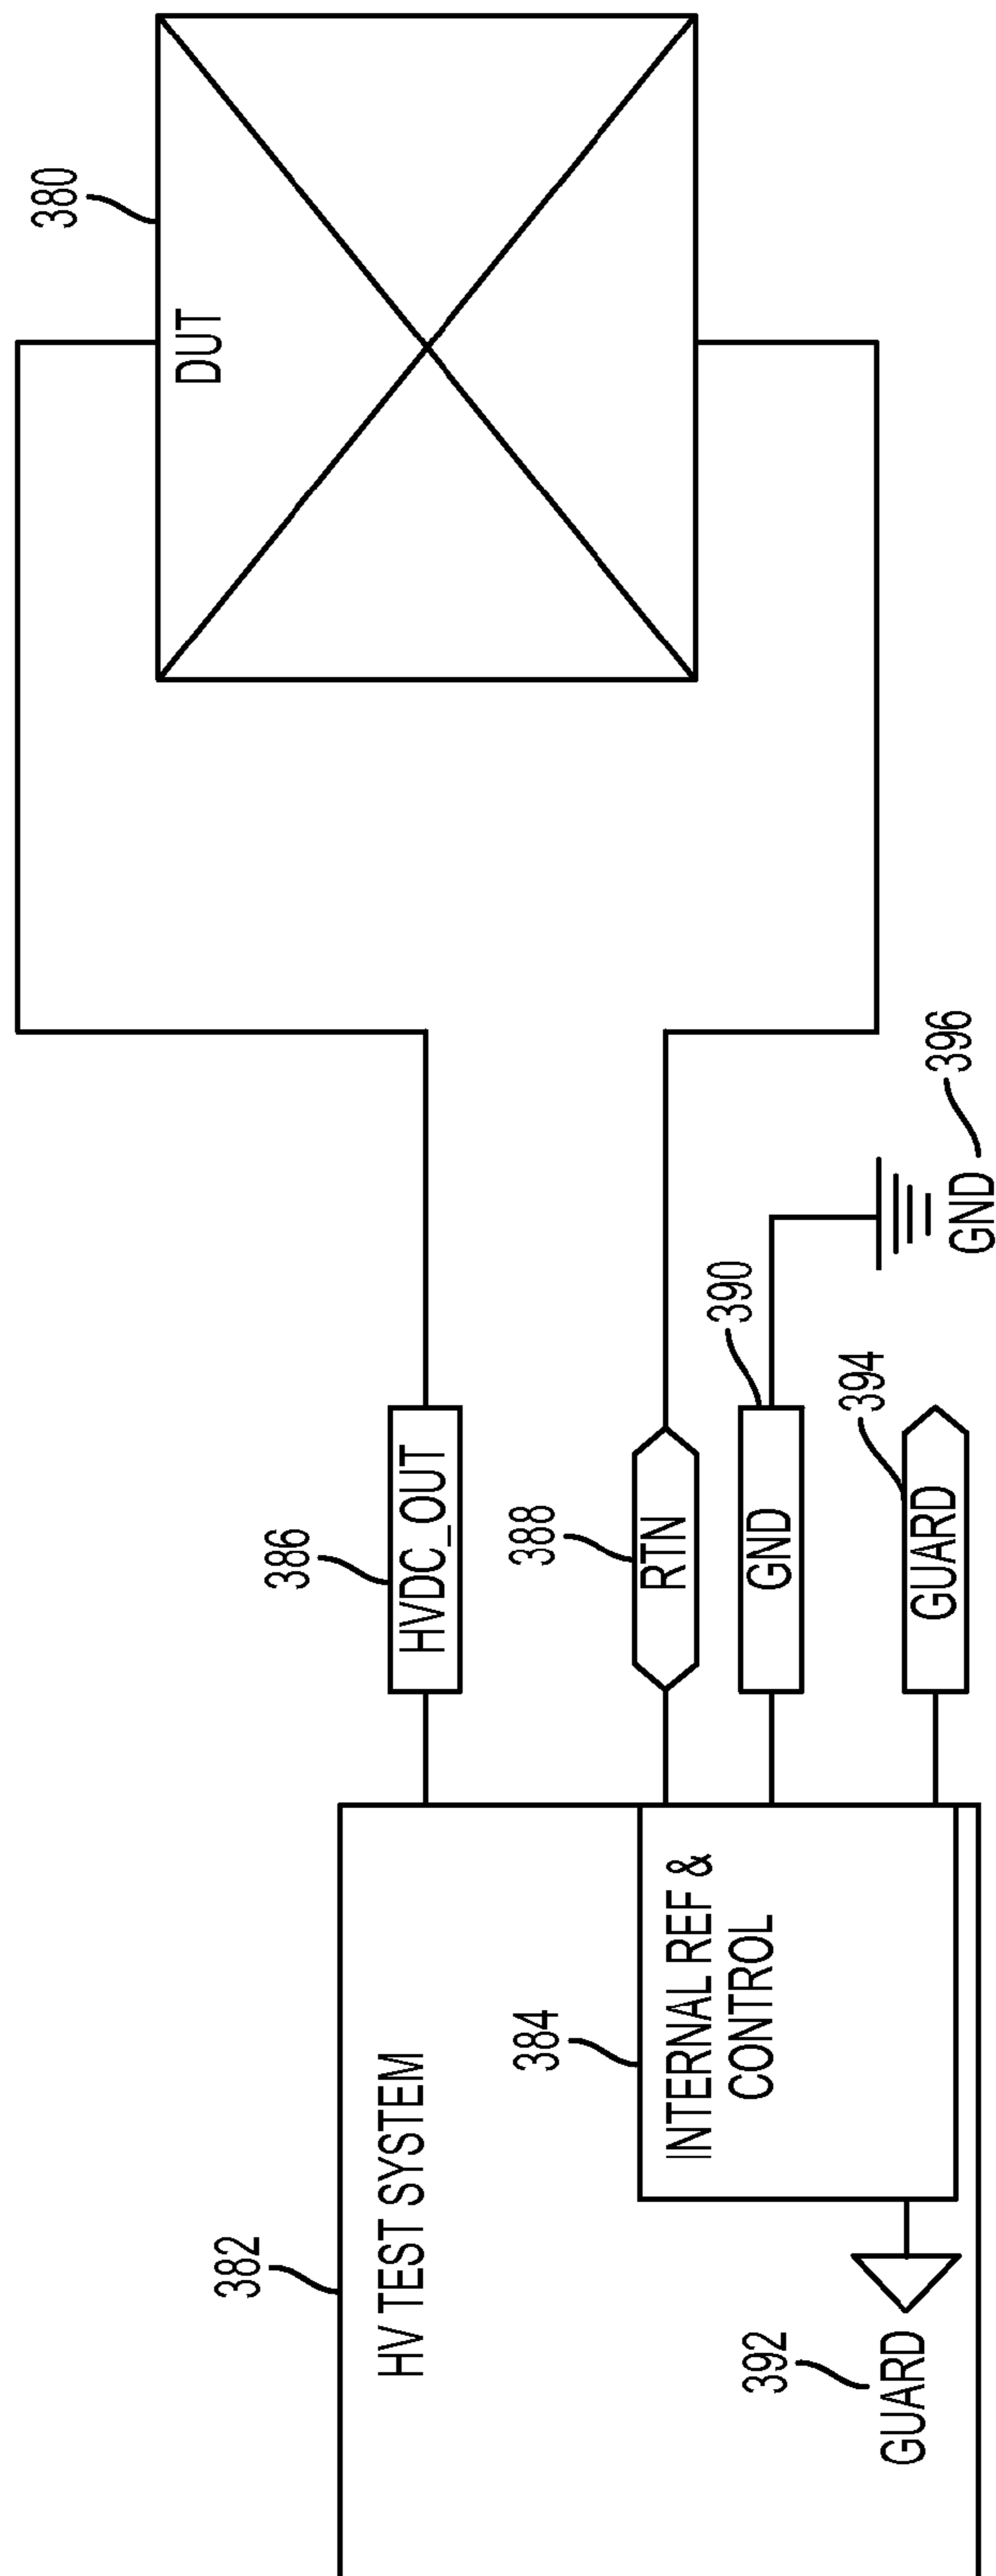 382
HV TEST SYSTEM
384
INTERNAL REF &
CONTROL
392
GUARD
386
HVDC_OUT
388
RTN
390
GND
394
GUARD
GND
396
380
DUT